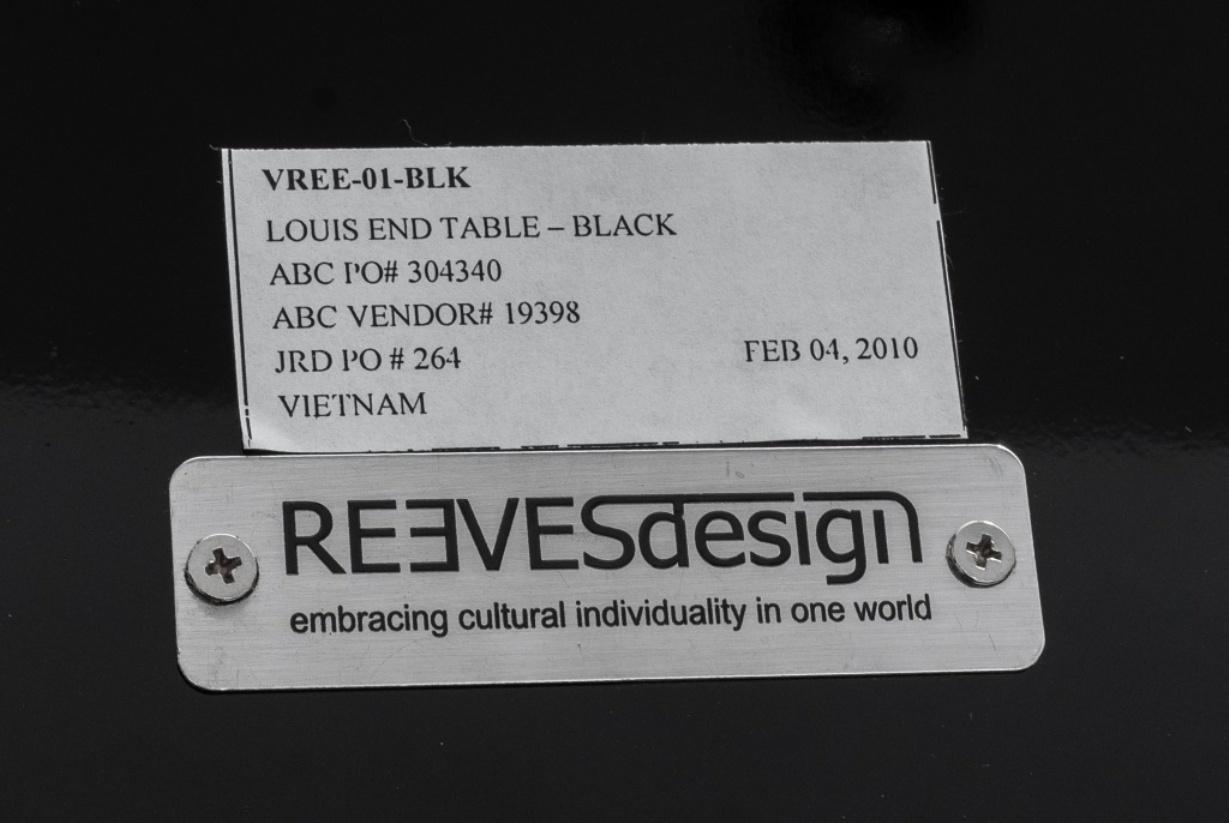 VREE-01-BLK
LOUIS END TABLE – BLACK
ABC PO# 304340
ABC VENDOR# 19398
JRD PO # 264 FEB 04, 2010
VIETNAM
REEVESdesign
embracing cultural individuality in one world